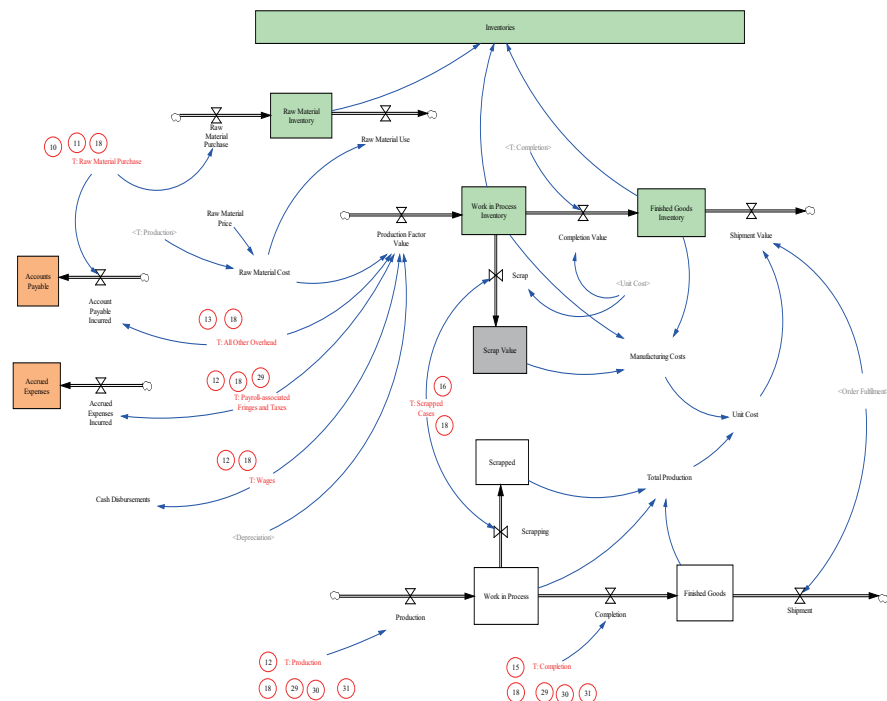 Inventories
Raw Material
Inventory
Raw
Material
Purchase
Raw Material Use
10
11
18
T: Raw Material Purchase
<T: Completion>
Raw Material
Price
<T: Production>
Production Factor
Value
Work in Process
Inventory
Completion Value
Finished Goods
Inventory
Shipment Value
Accounts
Payable
Account
Payable
Incurred
Raw Material Cost
Scrap
<Unit Cost>
13
18
T: All Other Overhead
Scrap Value
Manufacturing Costs
Accrued
Expenses
Accrued
Expenses
Incurred
12
18
29
T: Payroll-associated
Fringes and Taxes
16
T: Scrapped
Cases
18
<Order Fulfilment>
Unit Cost
12
18
T: Wages
Cash Disbursements
Scrapped
Total Production
<Depreciation>
Scrapping
Production
Work in Process
Completion
Finished Goods
Shipment
12
T: Production
18
29
30
31
15
T: Completion
18
29
30
31